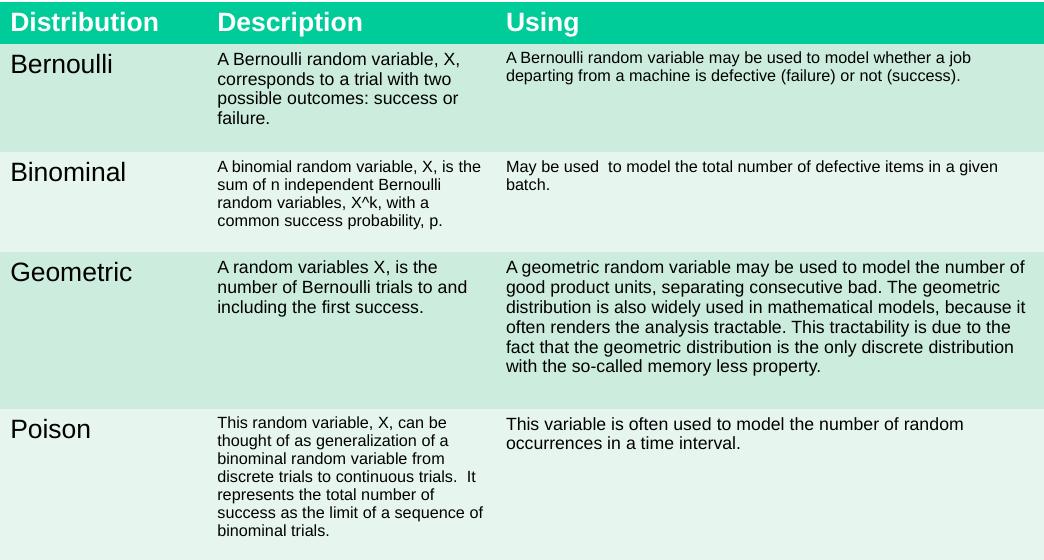 Distribution Description Using
Bernoulli
A Bernoulli random variable, X,
corresponds to a trial with two
possible outcomes: success or
failure.
A Bernoulli random variable may be used to model whether a job
departing from a machine is defective (failure) or not (success).
Binominal
A binomial random variable, X, is the
sum of n independent Bernoulli
random variables, X^k, with a
common success probability, p.
May be used  to model the total number of defective items in a given
batch.
Geometric
A random variables X, is the
number of Bernoulli trials to and
including the first success.
A geometric random variable may be used to model the number of
good product units, separating consecutive bad. The geometric
distribution is also widely used in mathematical models, because it
often renders the analysis tractable. This tractability is due to the
fact that the geometric distribution is the only discrete distribution
with the so-called memory less property.
Poison
This random variable, X, can be
thought of as generalization of a
binominal random variable from
discrete trials to continuous trials.  It
represents the total number of
success as the limit of a sequence of
binominal trials.
This variable is often used to model the number of random
occurrences in a time interval.